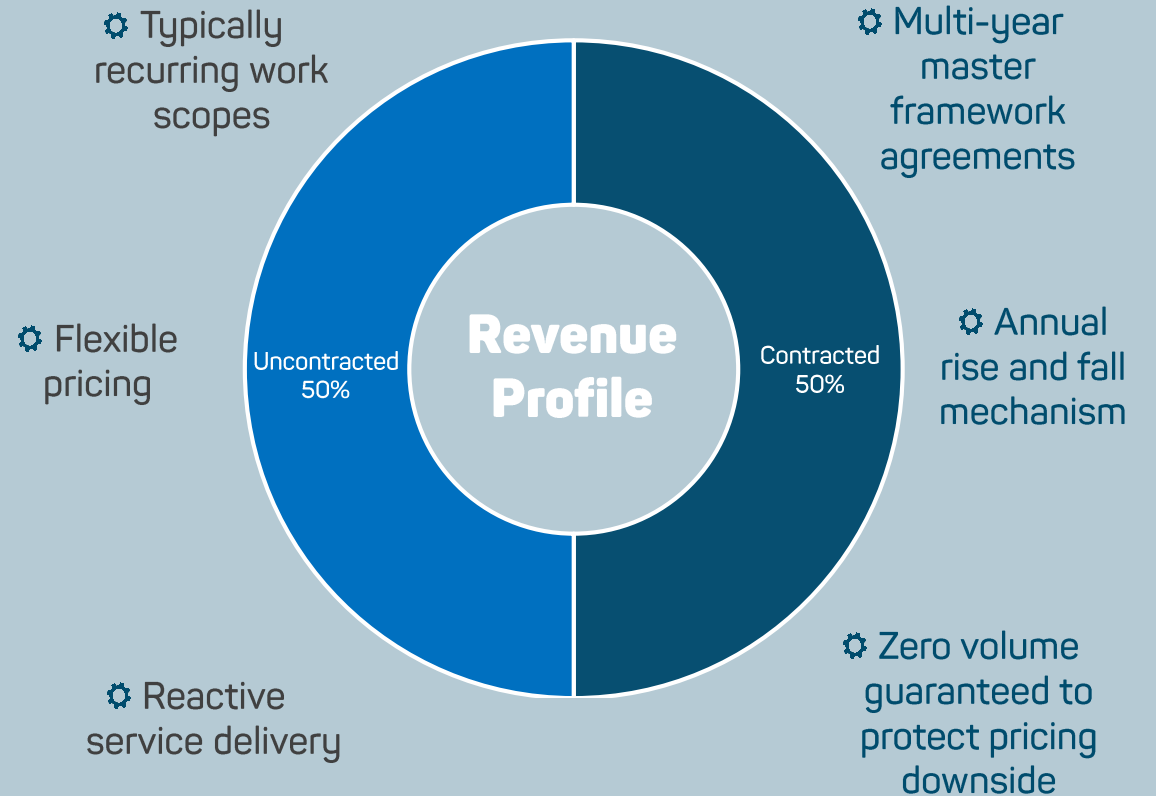 Typically
recurring work
scopes
Flexible
pricing
Reactive
service delivery
Uncontracted
50%
Revenue
Profile
Contracted
50%
Multi-year
master
framework
agreements
Annual
rise and fall
mechanism
Zero volume
guaranteed to
protect pricing
downside